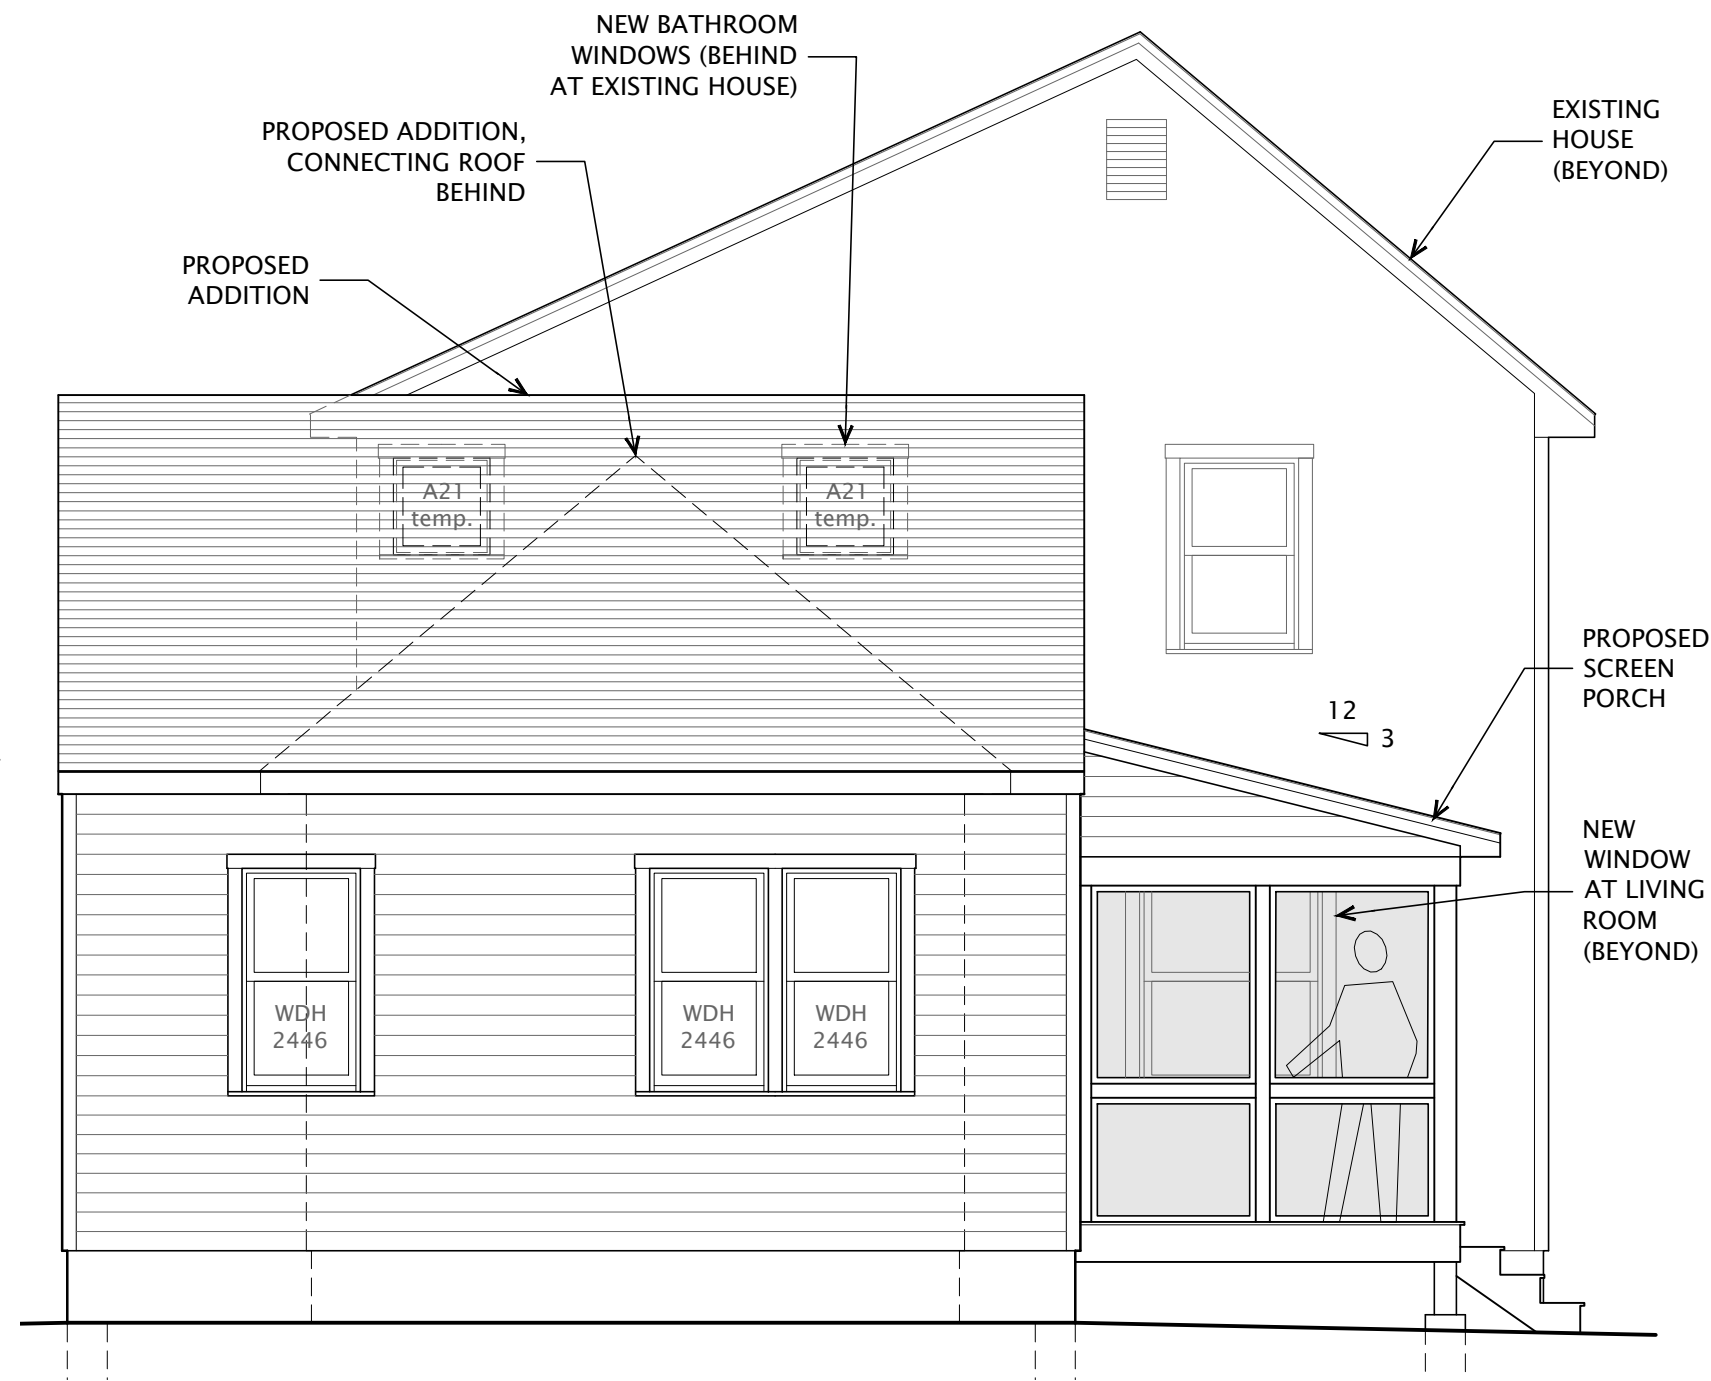 NEW BATHROOM
WINDOWS (BEHIND
AT EXISTING HOUSE)
PROPOSED ADDITION,
CONNECTING ROOF
BEHIND
PROPOSED
ADDITION
EXISTING
HOUSE
(BEYOND)
A21
temp.
A21
temp.
PROPOSED
SCREEN
PORCH
12
3
NEW
WINDOW
AT LIVING
ROOM
(BEYOND)
WDH
2446
WDH
2446
WDH
2446